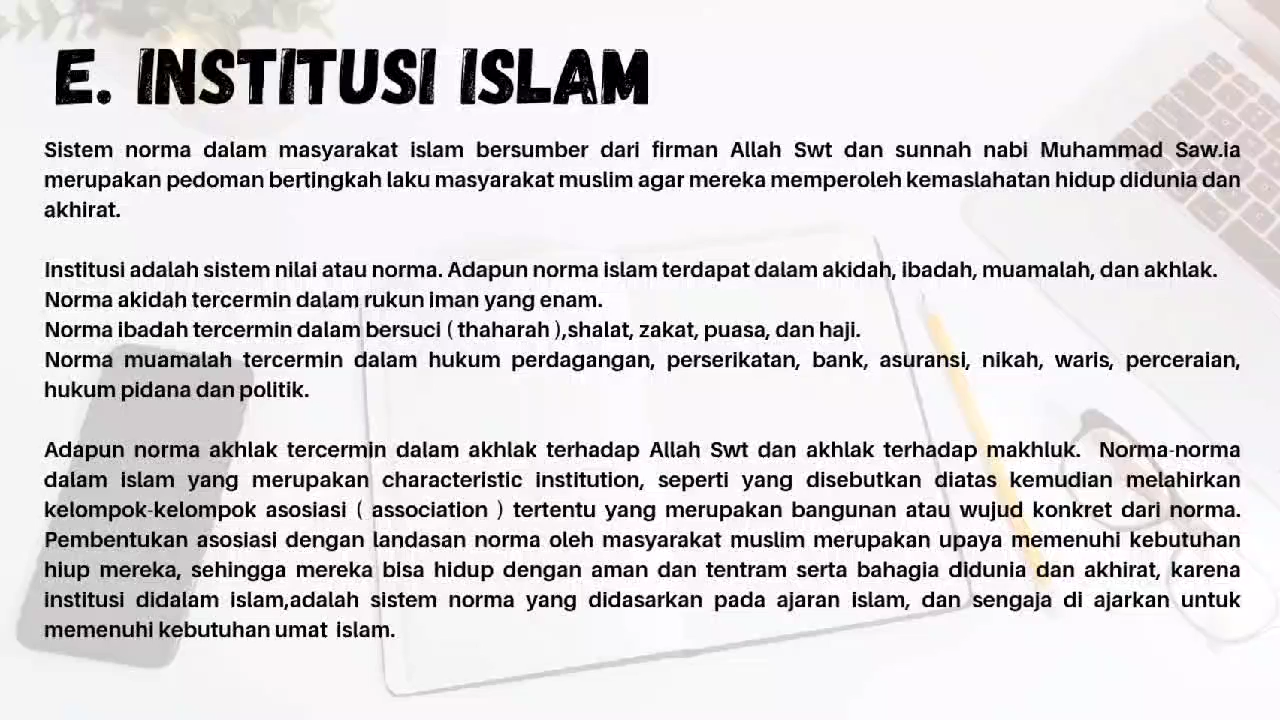 E. INSTITUSI ISLAM
Sistem norma dalam masyarakat islam bersumber dari firman Allah Swt dan sunnah nabi Muhammad Saw.ia
merupakan pedoman bertingkah laku masyarakat muslim agar mereka memperoleh kemaslahatan hidup didunia dan
akhirat.
Institusi adalah sistem nilai atau norma. Adapun norma islam terdapat dalam akidah, ibadah, muamalah, dan akhlak.
Norma akidah tercermin dalam rukun iman yang enam.
Norma ibadah tercermin dalam bersuci ( thaharah ),shalat, zakat, puasa, dan haji.
Norma muamalah tercermin dalam hukum perdagangan, perserikatan, bank, asuransi, nikah, waris, perceraian,
hukum pidana dan politik.
Adapun norma akhlak tercermin dalam akhlak terhadap Allah Swt dan akhlak terhadap makhluk. Norma-norma
dalam islam yang merupakan characteristic institution, seperti yang disebutkan diatas kemudian melahirkan
kelompok-kelompok asosiasi ( association ) tertentu yang merupakan bangunan atau wujud konkret dari norma.
Pembentukan asosiasi dengan landasan norma oleh masyarakat muslim merupakan upaya memenuhi kebutuhan
hiup mereka, sehingga mereka bisa hidup dengan aman dan tentram serta bahagia didunia dan akhirat, karena
institusi didalam islam,adalah sistem norma yang didasarkan pada ajaran islam, dan sengaja di ajarkan untuk
memenuhi kebutuhan umat islam.